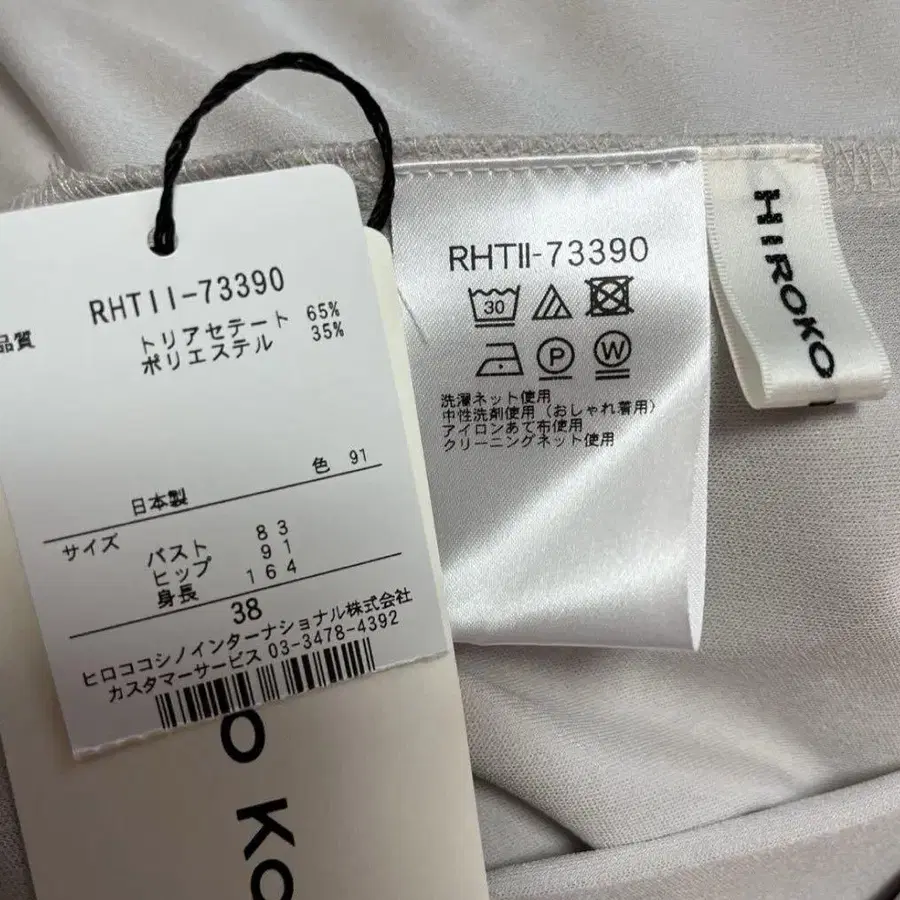 RHTII-73390
品質
トリアセテート 65%
ポリエステル 35%
色 91
日本製
サイズ
バスト 83
ヒップ 91
身長 164
38
ヒロココシノインターナショナル株式会社
カスタマーサービス 03-3478-4392
O KO
RHTII-73390
30
P W
洗濯ネット使用
中性洗剤使用（おしゃれ着用）
アイロンあて布使用
クリーニングネット使用
HIROKO